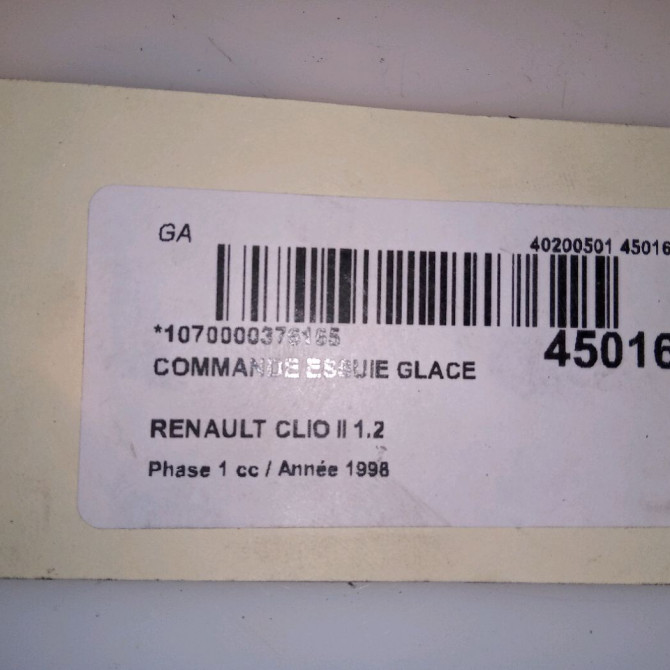 GA
40200501 45016
*1070000376165
45016
COMMANDE ESSUIE GLACE
RENAULT CLIO II 1.2
Phase 1 cc / Année 1998